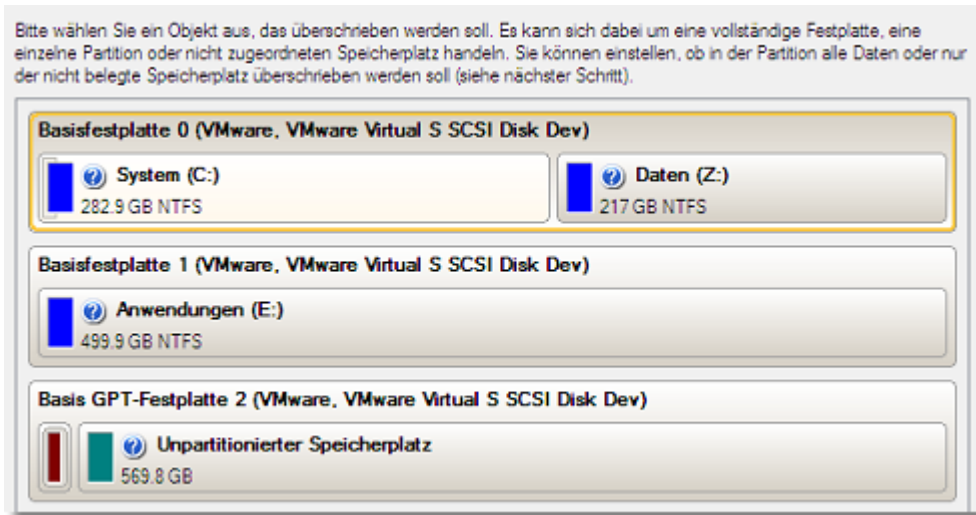 Bitte wählen Sie ein Objekt aus, das überschrieben werden soll. Es kann sich dabei um eine vollständige Festplatte, eine
einzelne Partition oder nicht zugeordneten Speicherplatz handeln. Sie können einstellen, ob in der Partition alle Daten oder nur
der nicht belegte Speicherplatz überschrieben werden soll (siehe nächster Schritt).
Basisfestplatte 0 (VMware, VMware Virtual S SCSI Disk Dev)
System (C:)
282.9 GB NTFS
Daten (Z:)
217 GB NTFS
Basisfestplatte 1 (VMware, VMware Virtual S SCSI Disk Dev)
Anwendungen (E:)
499.9 GB NTFS
Basis GPT-Festplatte 2 (VMware, VMware Virtual S SCSI Disk Dev)
Unpartitionierter Speicherplatz
569.8 GB